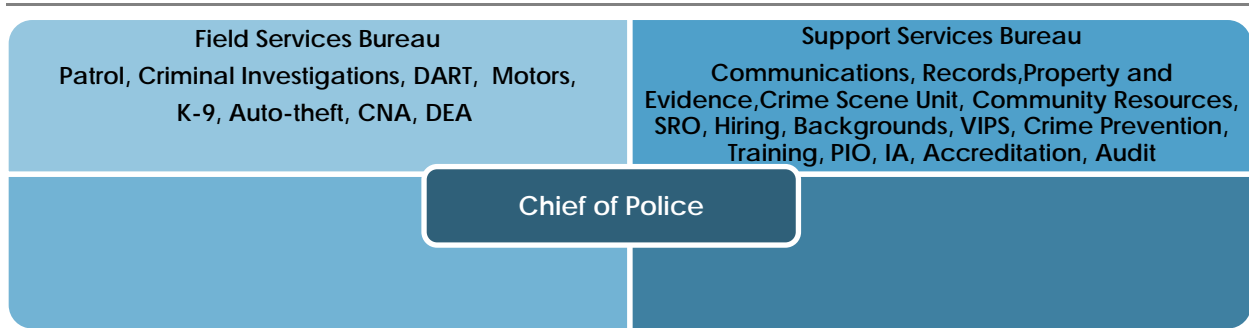 Field Services Bureau
Patrol, Criminal Investigations, DART, Motors,
K-9, Auto-theft, CNA, DEA
Support Services Bureau
Communications, Records,Property and
Evidence,Crime Scene Unit, Community Resources,
SRO, Hiring, Backgrounds, VIPS, Crime Prevention,
Training, PIO, IA, Accreditation, Audit
Chief of Police